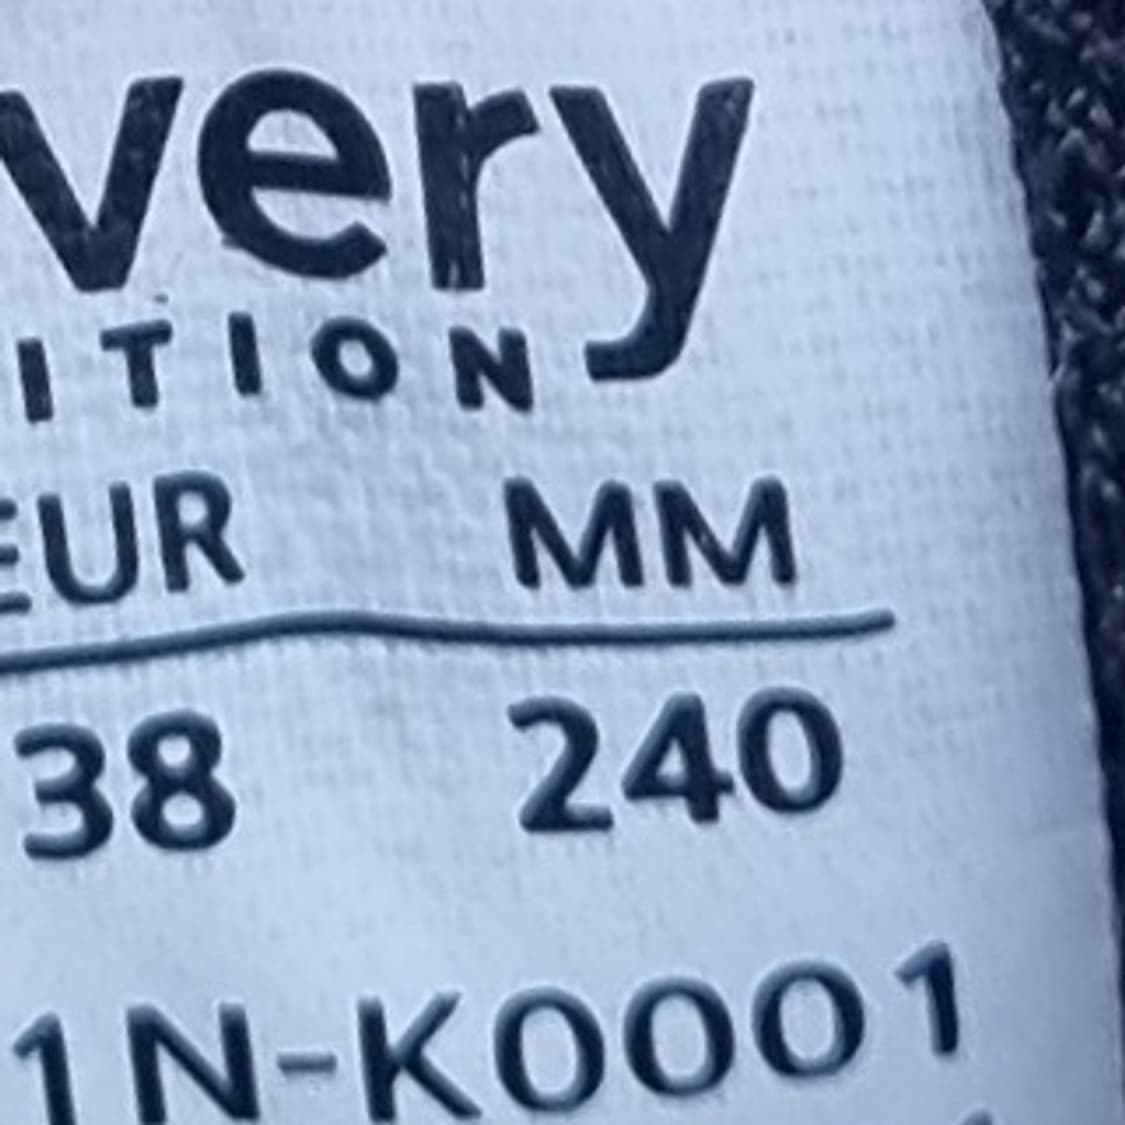 very
ITION
EUR MM
38 240
1N-K0001